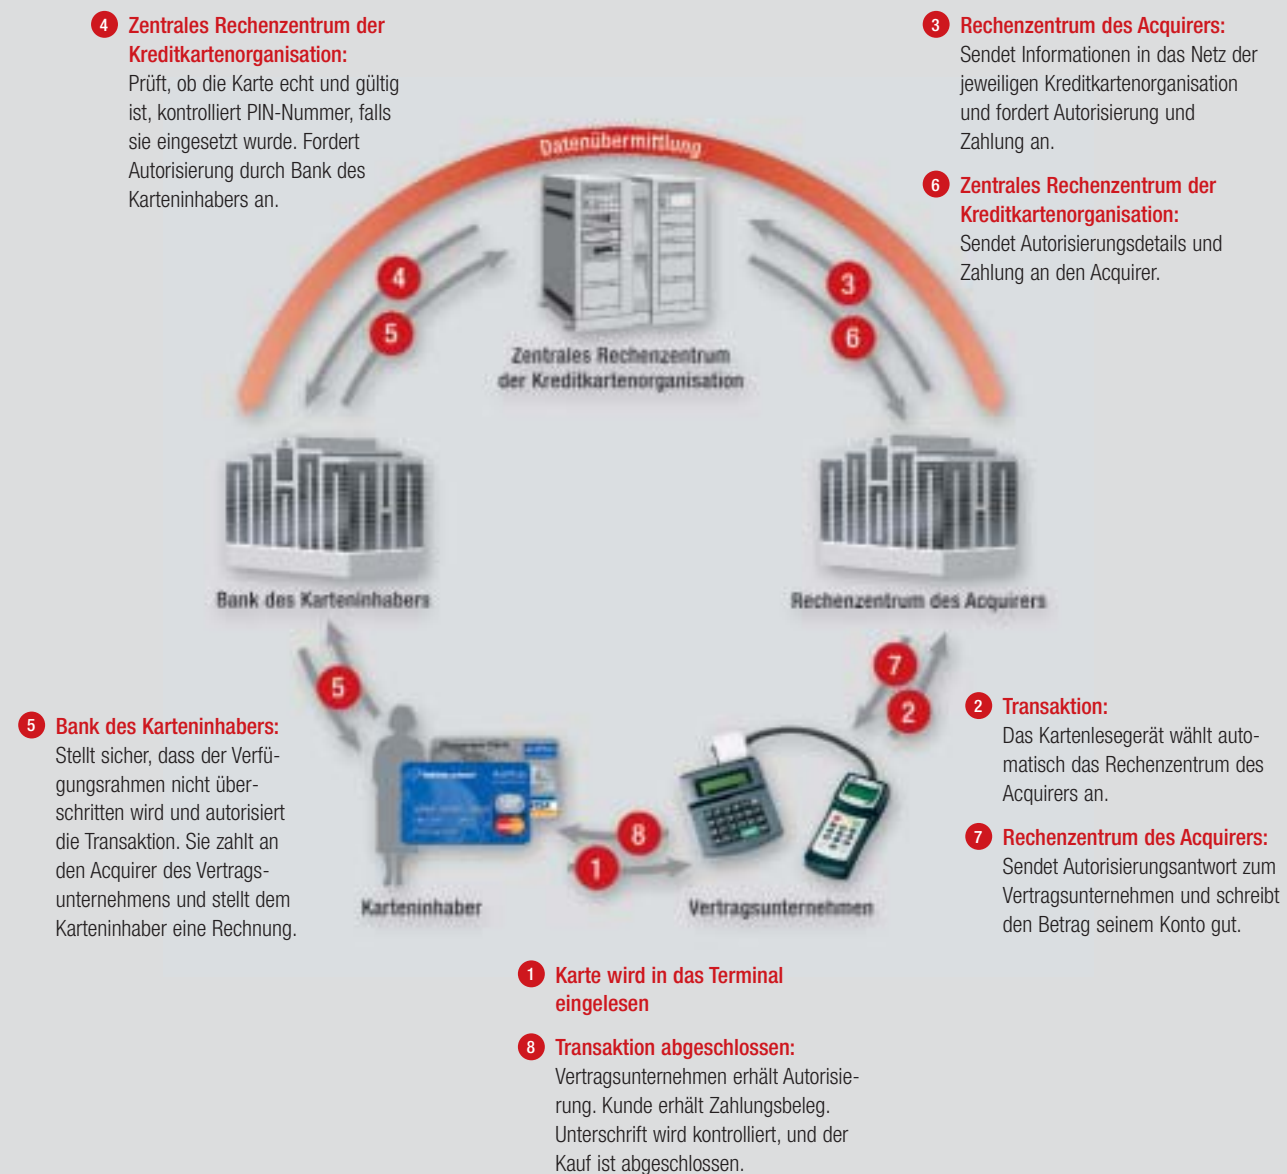 4 Zentrales Rechenzentrum der
Kreditkartenorganisation:
Prüft, ob die Karte echt und gültig
ist, kontrolliert PIN-Nummer, falls
sie eingesetzt wurde. Fordert
Autorisierung durch Bank des
Karteninhabers an.
3 Rechenzentrum des Acquirers:
Sendet Informationen in das Netz der
jeweiligen Kreditkartenorganisation
und fordert Autorisierung und
Zahlung an.
6 Zentrales Rechenzentrum der
Kreditkartenorganisation:
Sendet Autorisierungsdetails und
Zahlung an den Acquirer.
Datenübermittlung
4
5
3
6
Zentrales Rechenzentrum
der Kreditkartenorganisation
Bank des Karteninhabers
Rechenzentrum des Acquirers
5
7
2
5 Bank des Karteninhabers:
Stellt sicher, dass der Verfü-
gungsrahmen nicht über-
schritten wird und autorisiert
die Transaktion. Sie zahlt an
den Acquirer des Vertrags-
unternehmens und stellt dem
Karteninhaber eine Rechnung.
2 Transaktion:
Das Kartenlesegerät wählt auto-
matisch das Rechenzentrum des
Acquirers an.
7 Rechenzentrum des Acquirers:
Sendet Autorisierungsantwort zum
Vertragsunternehmen und schreibt
den Betrag seinem Konto gut.
VISA
8
1
Karteninhaber
Vertragsunternehmen
1 Karte wird in das Terminal
eingelesen
8 Transaktion abgeschlossen:
Vertragsunternehmen erhält Autorisie-
rung. Kunde erhält Zahlungsbeleg.
Unterschrift wird kontrolliert, und der
Kauf ist abgeschlossen.